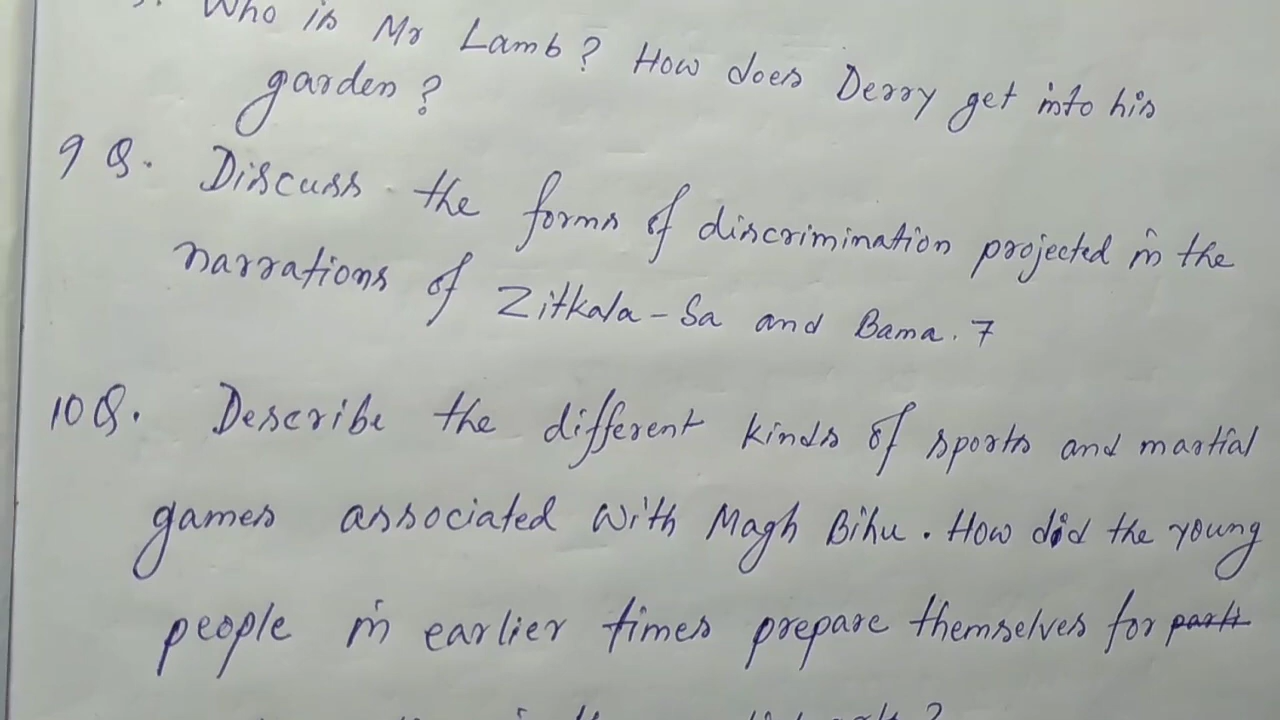 Who is Mr Lamb? How does Derry get into his
garden?
9 Q. Discuss the forms of discrimination projected in the
narrations of Zitkala-Sa and Bama. 7
10 Q. Describe the different kinds of sports and martial
games associated with Magh Bihu. How did the young
people in earlier times prepare themselves for